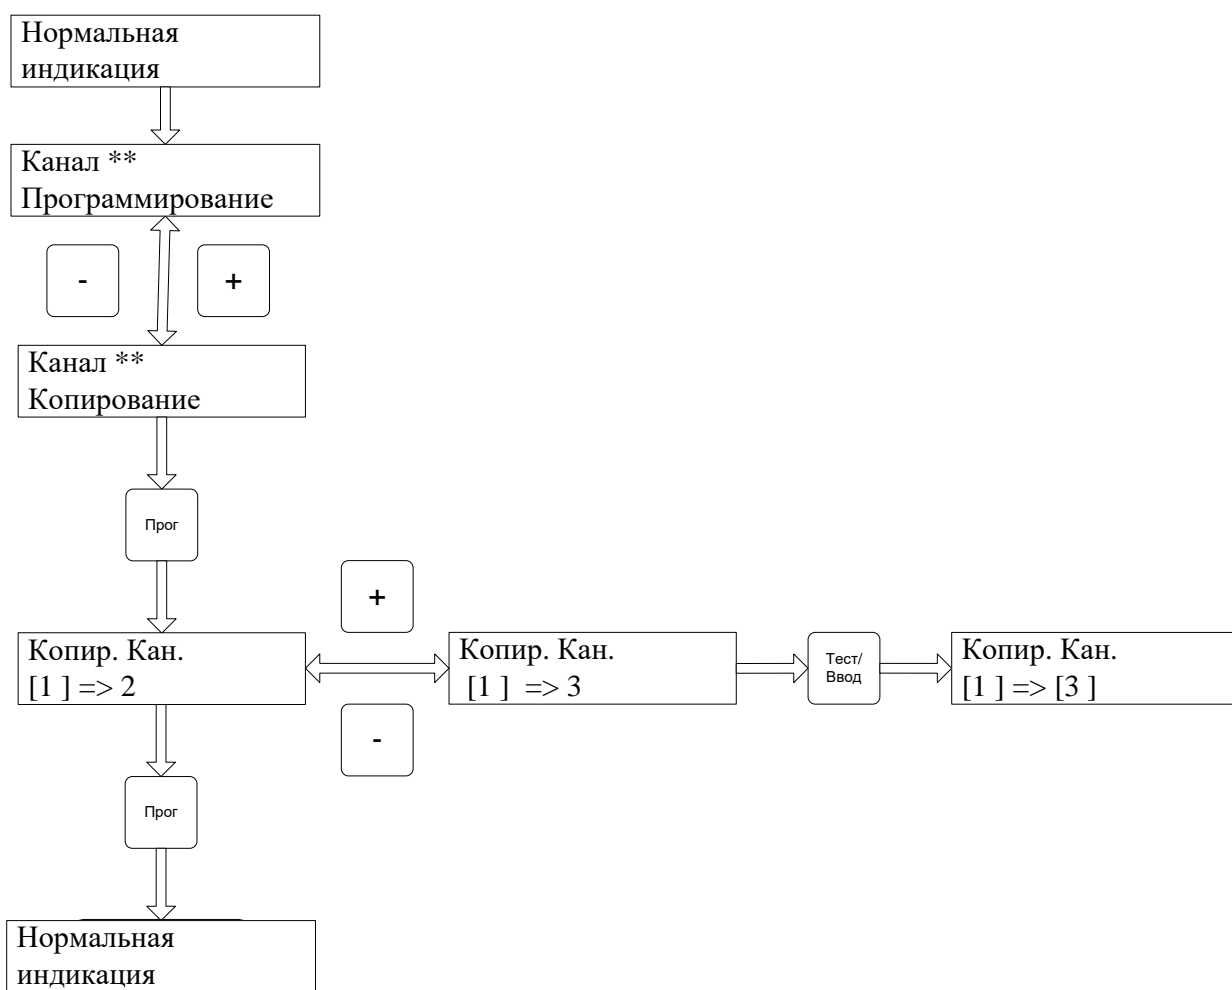 Нормальная
индикация
Канал **
Программирование
-
+
Канал **
Копирование
Прог
+
Копир. Кан.
[1 ] => 2
Копир. Кан.
[1 ] => 3
Тест/
Ввод
Копир. Кан.
[1 ] => [3 ]
-
Прог
Нормальная
индикация